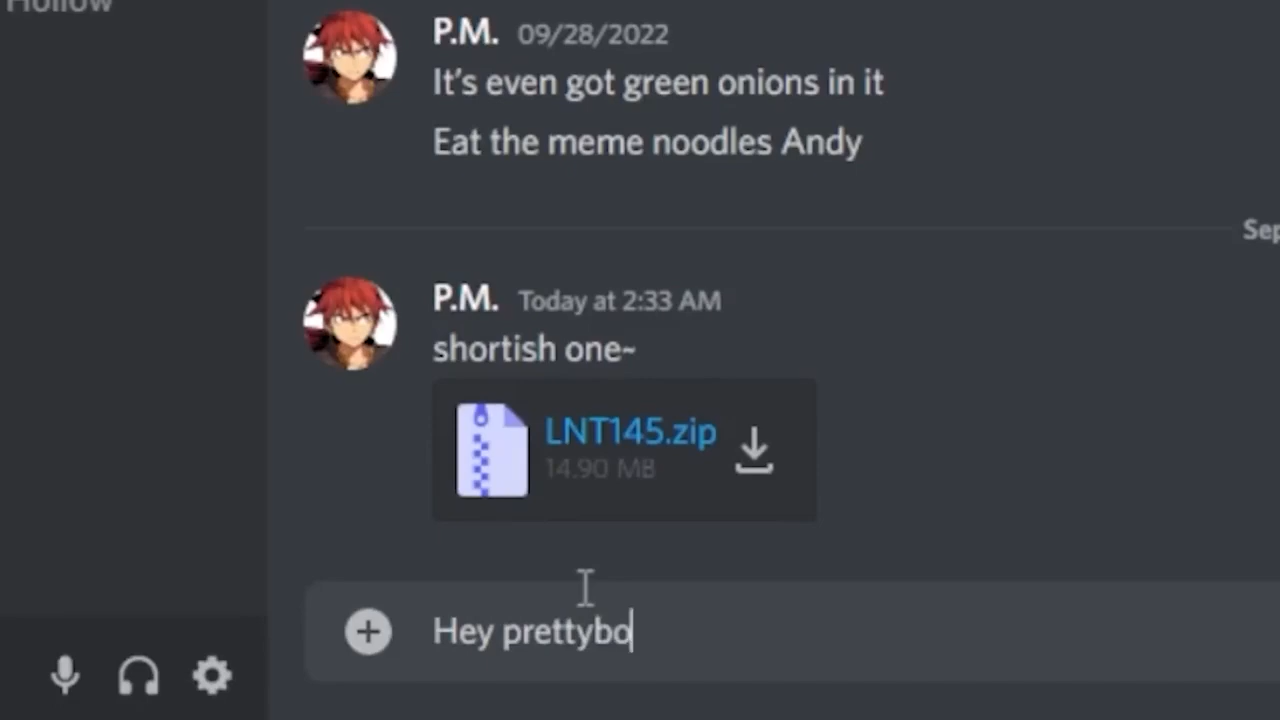 Hollow
P.M. 09/28/2022
It's even got green onions in it
Eat the meme noodles Andy
Sep
P.M. Today at 2:33 AM
shortish one~
LNT145.zip
14.90 MB
Hey prettybo